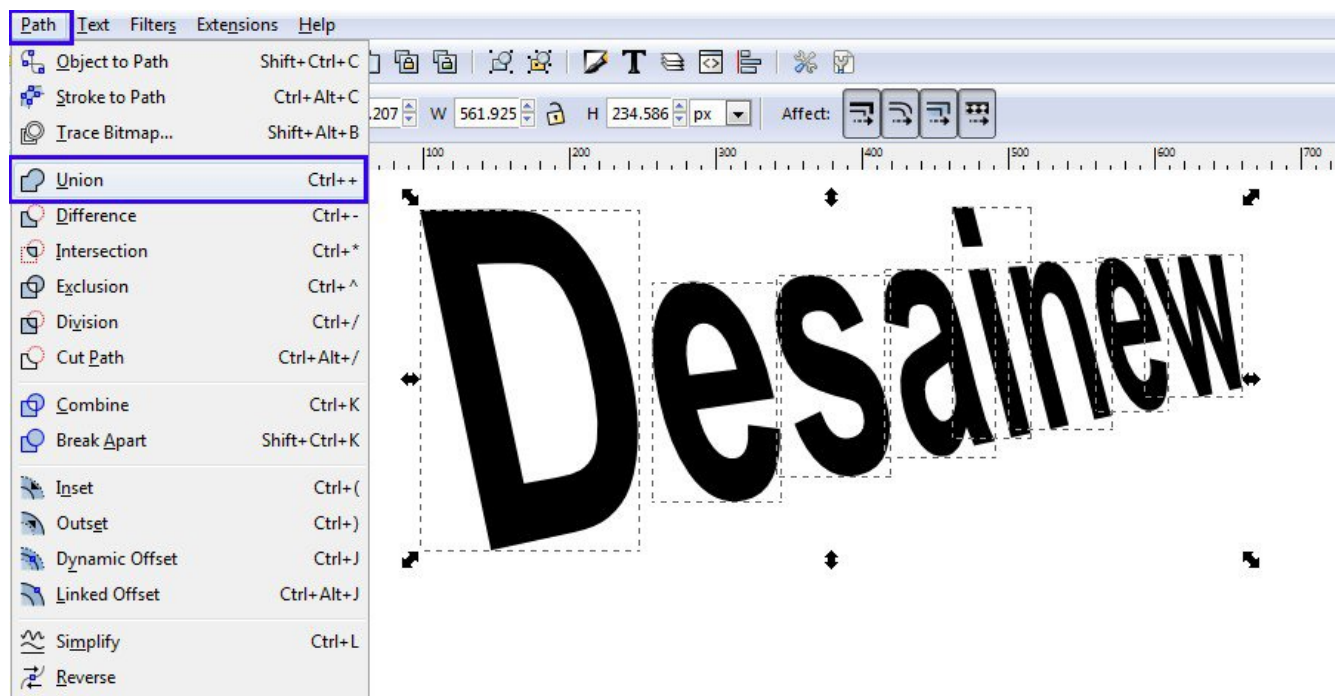 Path Text Filters Extensions Help
Object to Path Shift+Ctrl+C
Stroke to Path Ctrl+Alt+C
.207 W 561.925 H 234.586 px Affect:
Trace Bitmap... Shift+Alt+B
100 200 300 400 500 600 700
Union Ctrl++
Difference Ctrl+-
Intersection Ctrl+*
Exclusion Ctrl+^
Division Ctrl+/
Cut Path Ctrl+Alt+/
Desainew
Combine Ctrl+K
Break Apart Shift+Ctrl+K
Inset Ctrl+(
Outset Ctrl+)
Dynamic Offset Ctrl+J
Linked Offset Ctrl+Alt+J
Simplify Ctrl+L
Reverse